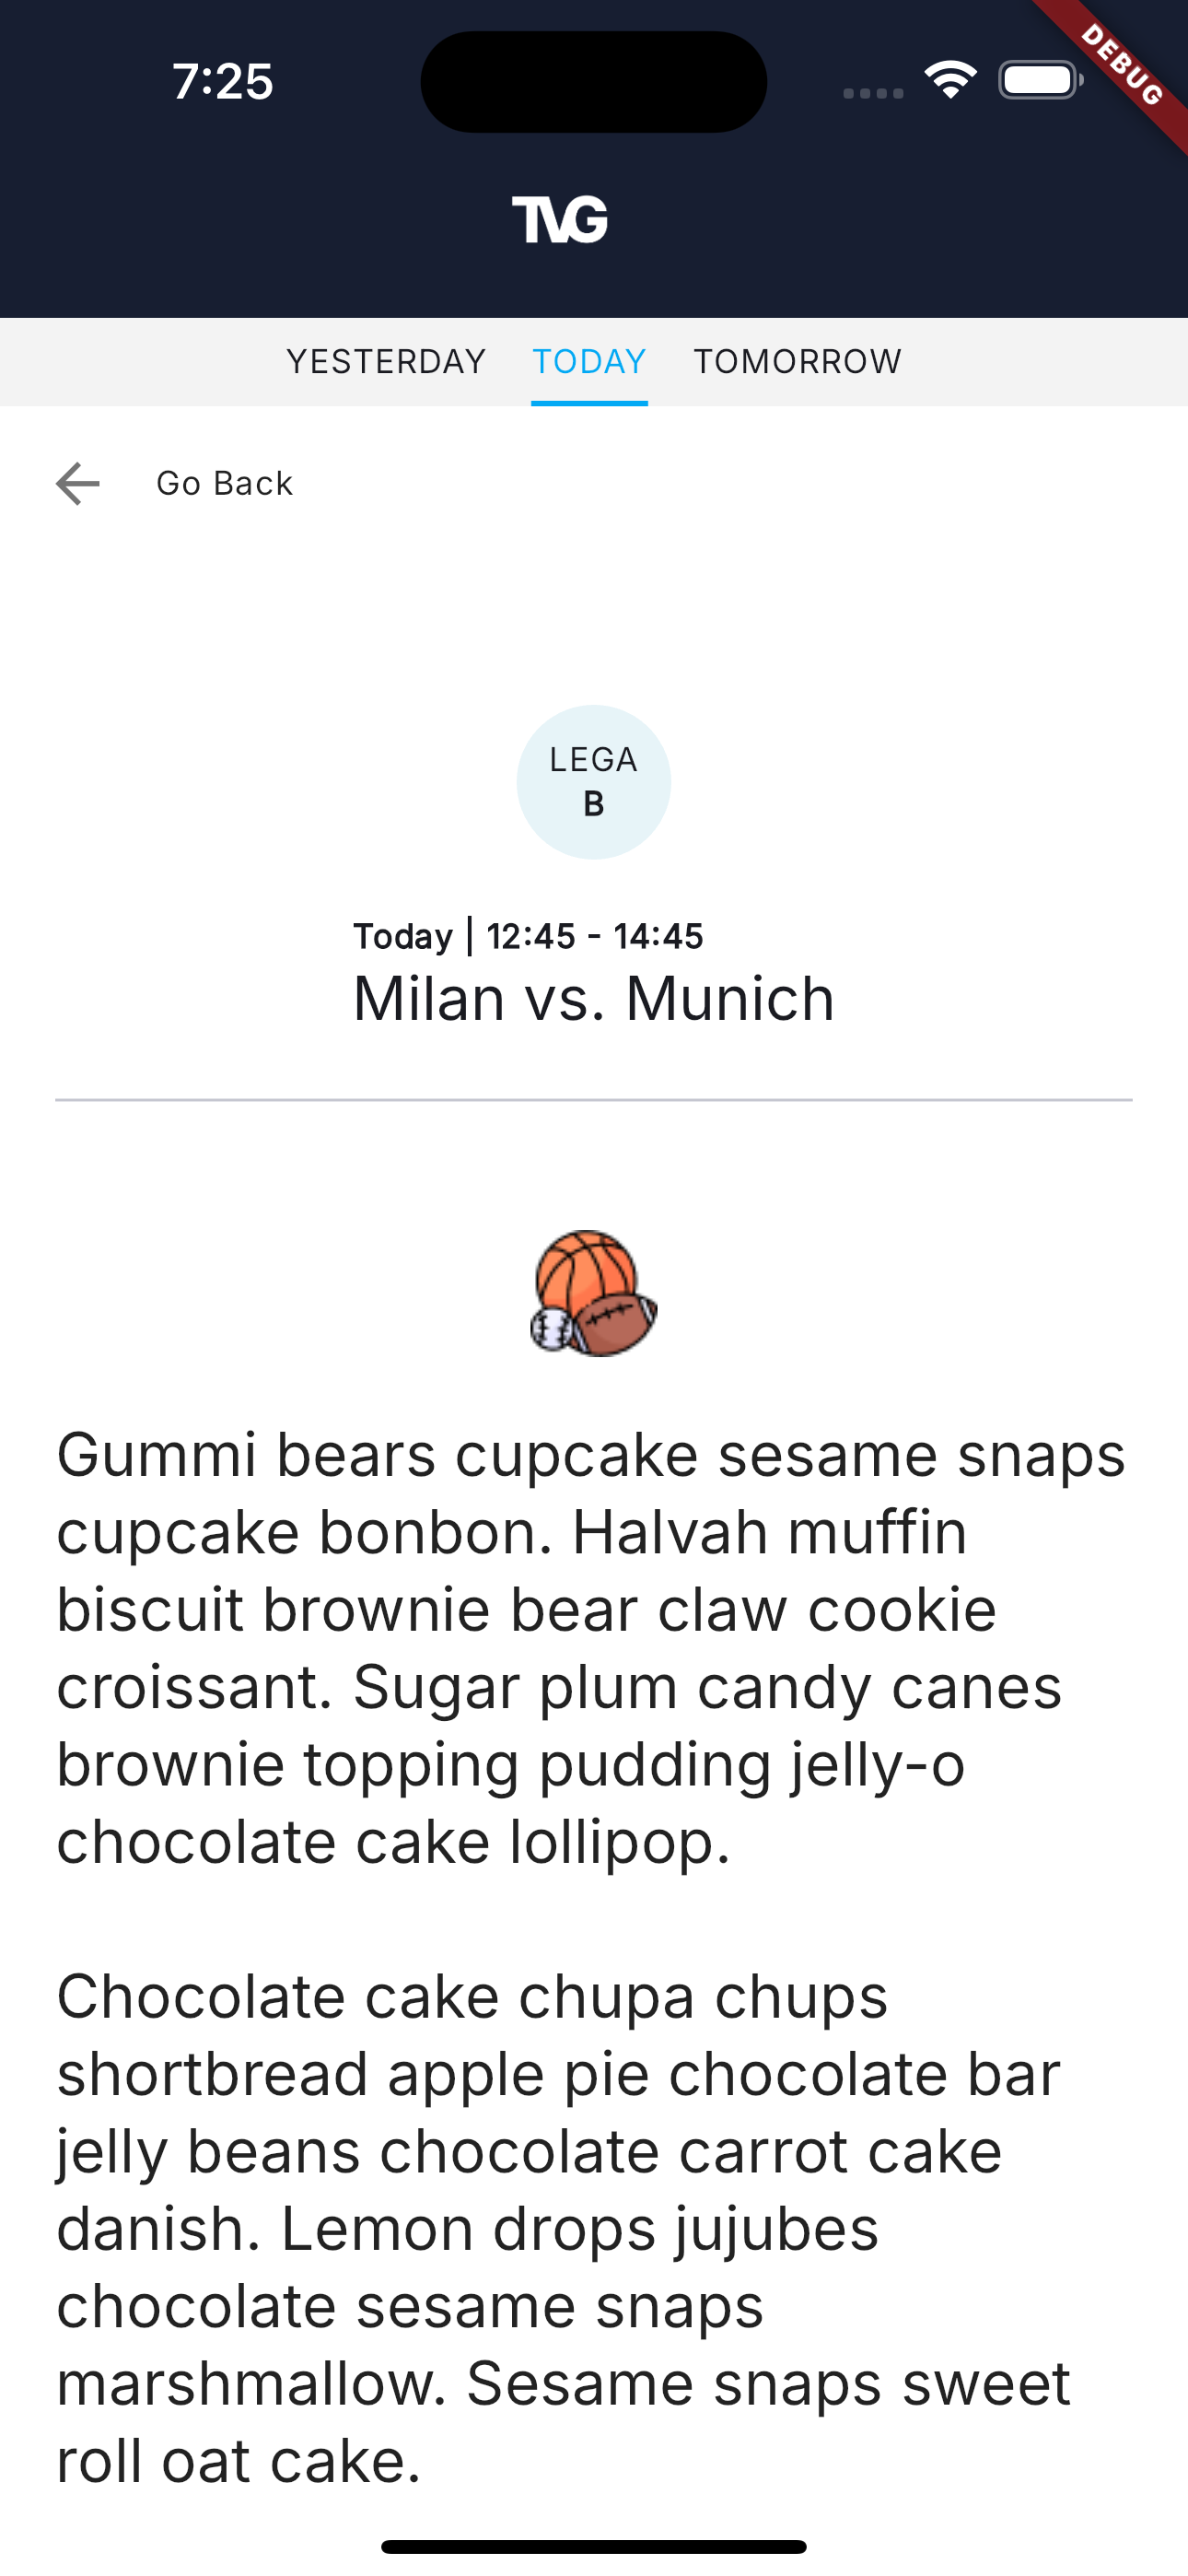 7:25
DEBUG
TVG
YESTERDAY TODAY TOMORROW
Go Back
LEGA
B
Today | 12:45 - 14:45
Milan vs. Munich
Gummi bears cupcake sesame snaps
cupcake bonbon. Halvah muffin
biscuit brownie bear claw cookie
croissant. Sugar plum candy canes
brownie topping pudding jelly-o
chocolate cake lollipop.
Chocolate cake chupa chups
shortbread apple pie chocolate bar
jelly beans chocolate carrot cake
danish. Lemon drops jujubes
chocolate sesame snaps
marshmallow. Sesame snaps sweet
roll oat cake.